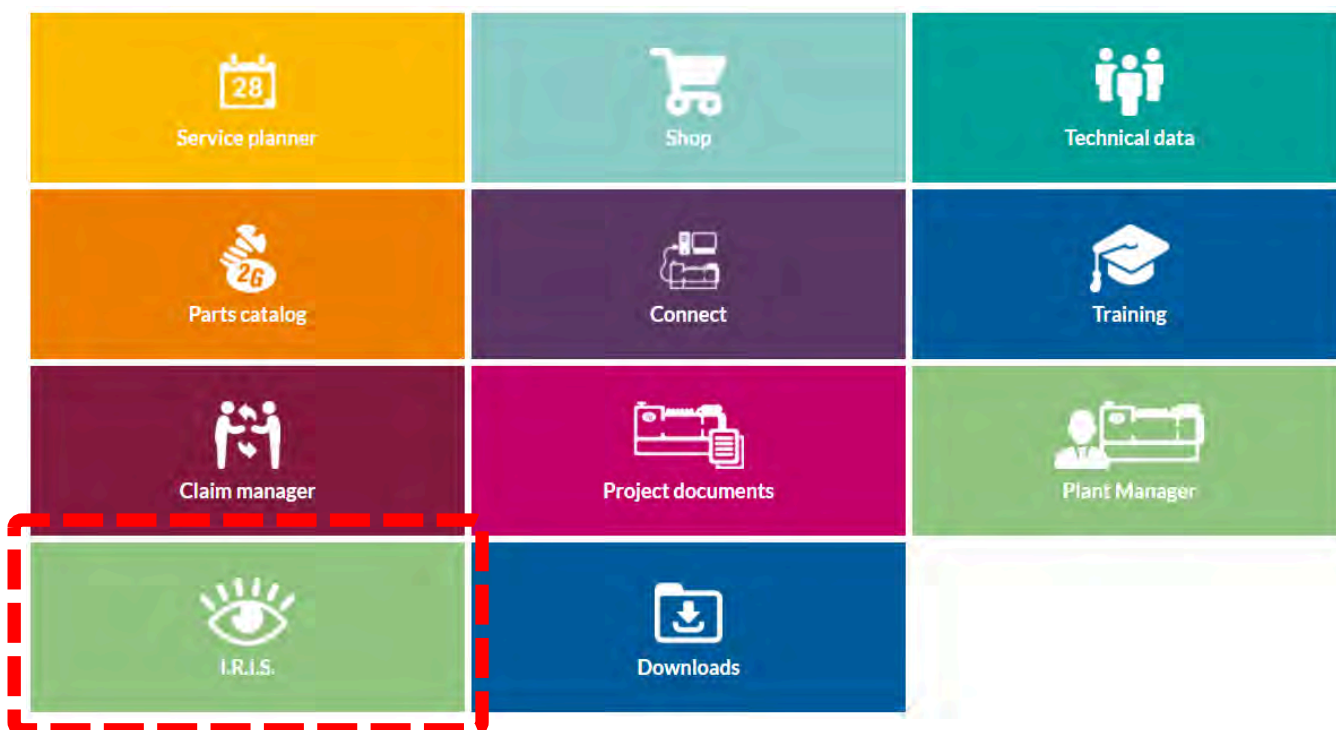 28
Service planner
Shop
Technical data
2G
Parts catalog
Connect
Training
Claim manager
Project documents
Plant Manager
I.R.I.S.
Downloads